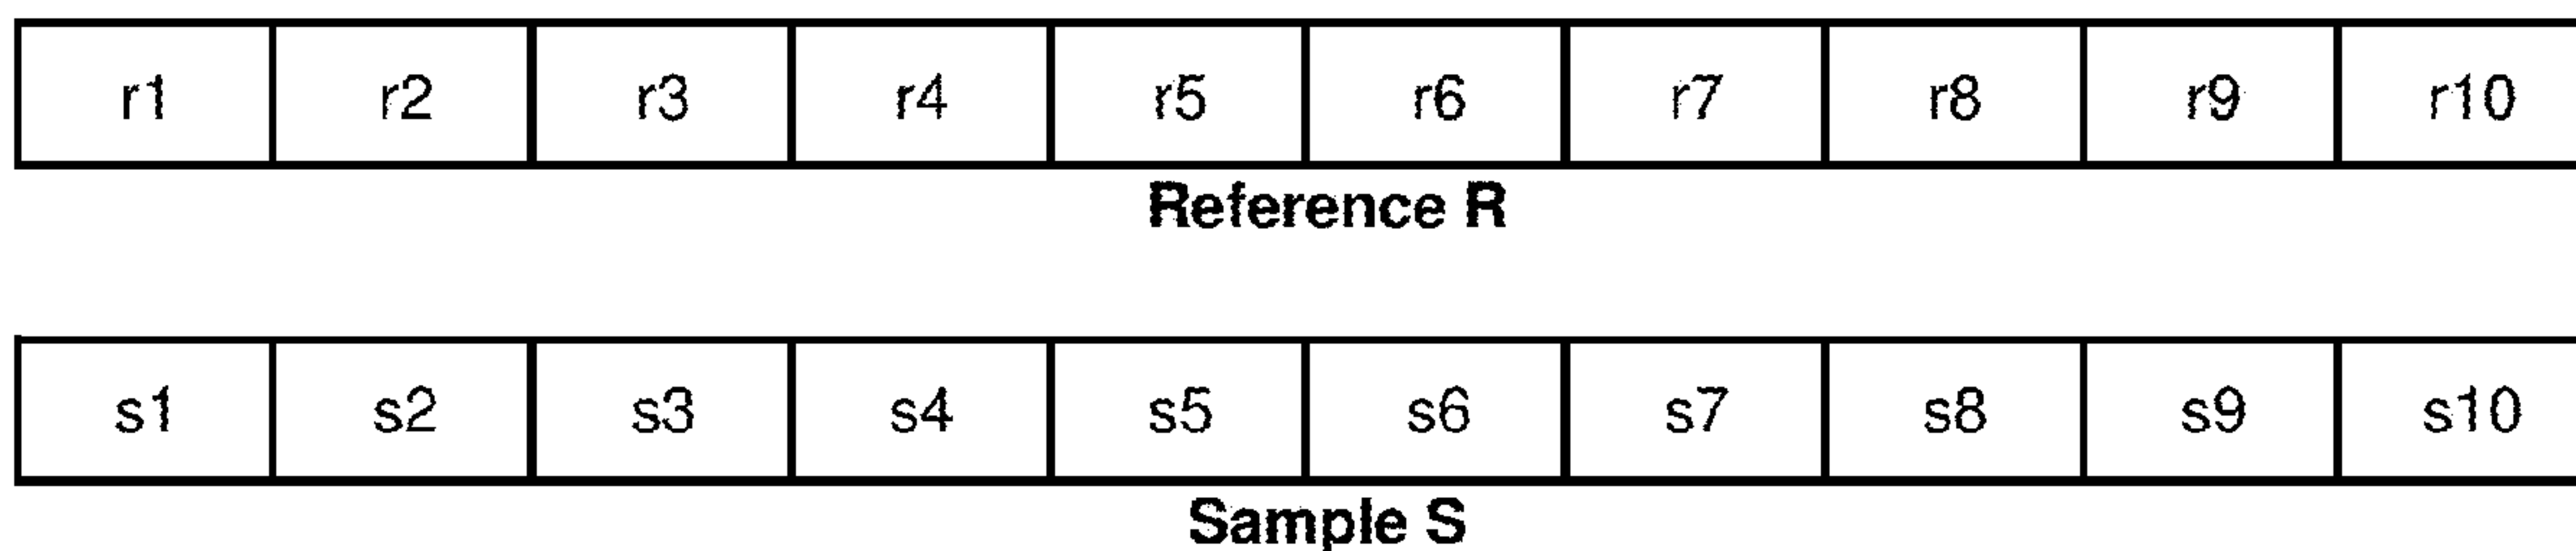 r1 r2 r3 r4 r5 r6 r7 r8 r9 r10
Reference R
s1 s2 s3 s4 s5 s6 s7 s8 s9 s10
Sample S